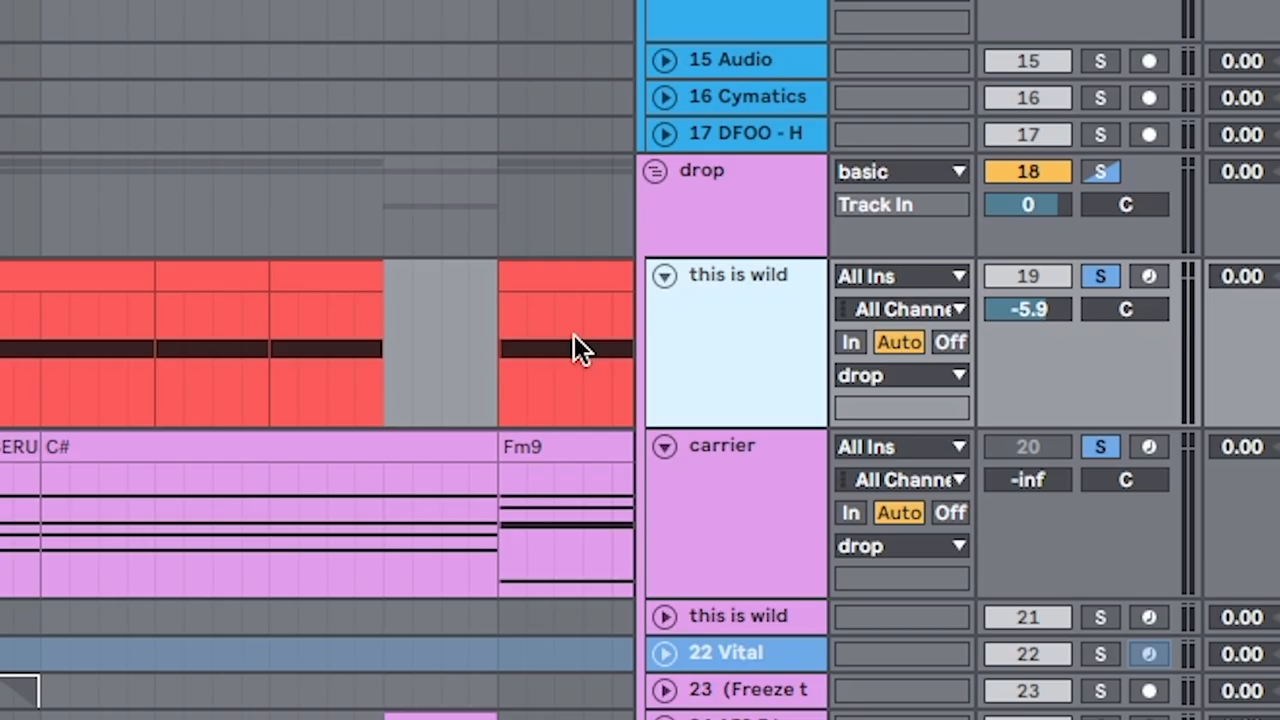 15 Audio 15 S 0.00
16 Cymatics 16 S 0.00
17 DFOO - H 17 S 0.00
drop basic 18 S 0.00
Track In 0 C
this is wild All Ins 19 S 0.00
All Channe -5.9 C
In Auto Off
drop
ERU C# Fm9 carrier All Ins 20 S 0.00
All Channe -inf C
In Auto Off
drop
this is wild 21 S 0.00
22 Vital 22 S 0.00
23 (Freeze t 23 S 0.00